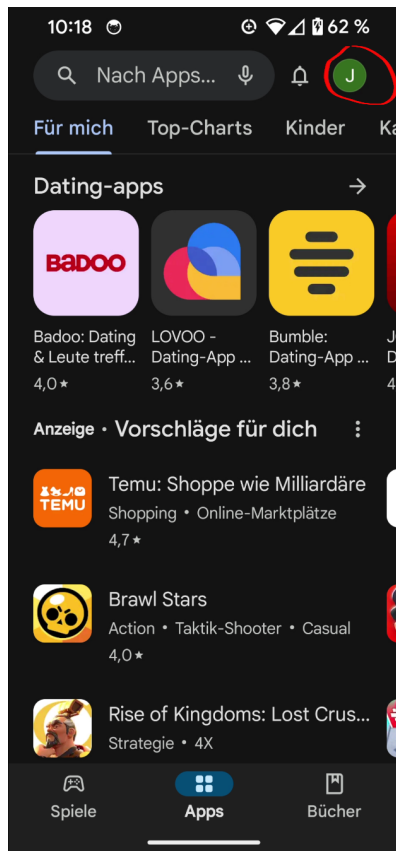 10:18 62 %
Nach Apps... J
Für mich Top-Charts Kinder Ka
Dating-apps
BADOO
Badoo: Dating LOVOO - Bumble: J
& Leute treff... Dating-App ... Dating-App ... D
4,0★ 3,6★ 3,8★ 4
Anzeige • Vorschläge für dich
TEMU
Temu: Shoppe wie Milliardäre
Shopping • Online-Marktplätze
4,7★
Brawl Stars
Action • Taktik-Shooter • Casual
4,0★
Rise of Kingdoms: Lost Crus...
Strategie • 4X
Spiele Apps Bücher